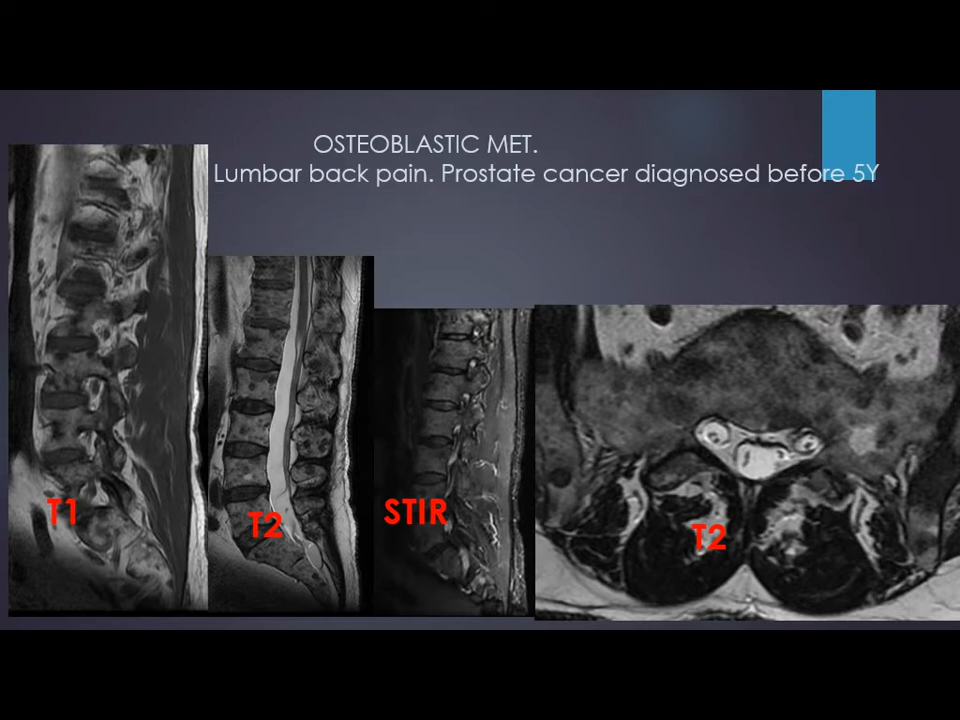 OSTEOBLASTIC MET.
Lumbar back pain. Prostate cancer diagnosed before 5Y
T1
T2
STIR
T2